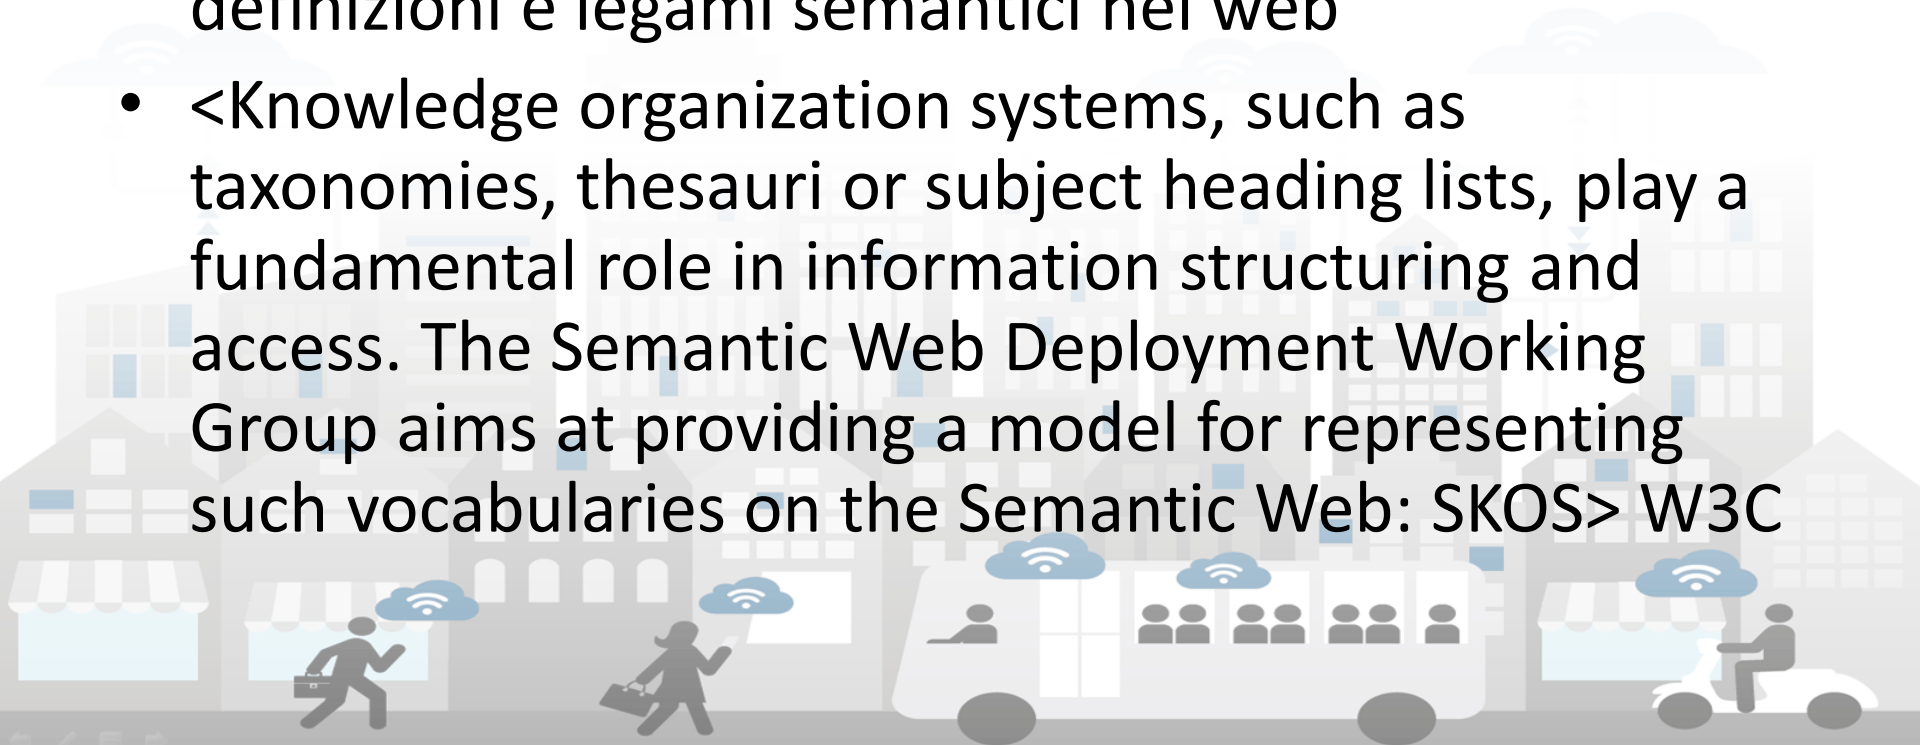 definizioni e legami semantici nel web
• <Knowledge organization systems, such as
taxonomies, thesauri or subject heading lists, play a
fundamental role in information structuring and
access. The Semantic Web Deployment Working
Group aims at providing a model for representing
such vocabularies on the Semantic Web: SKOS> W3C